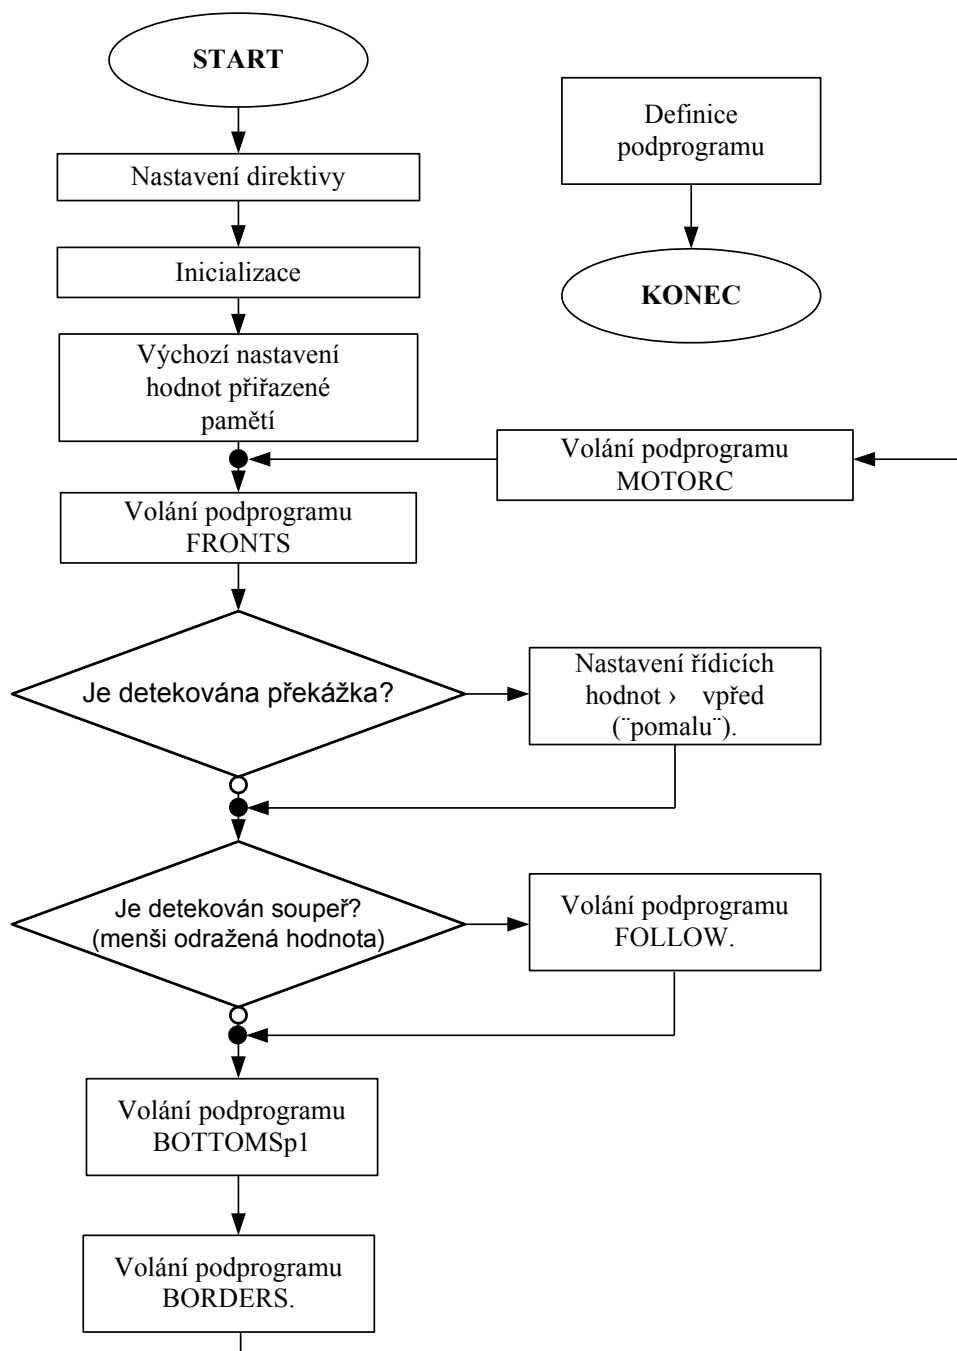 START
Nastavení direktivy
Inicializace
Výchozí nastavení
hodnot přiřazené
pamětí
Definice
podprogramu
KONEC
Volání podprogramu
MOTORC
Volání podprogramu
FRONTS
Je detekována překážka?
Nastavení řídicích
hodnot › vpřed
(¨pomalu¨).
Je detekován soupeř?
(menši odražená hodnota)
Volání podprogramu
FOLLOW.
Volání podprogramu
BOTTOMSp1
Volání podprogramu
BORDERS.